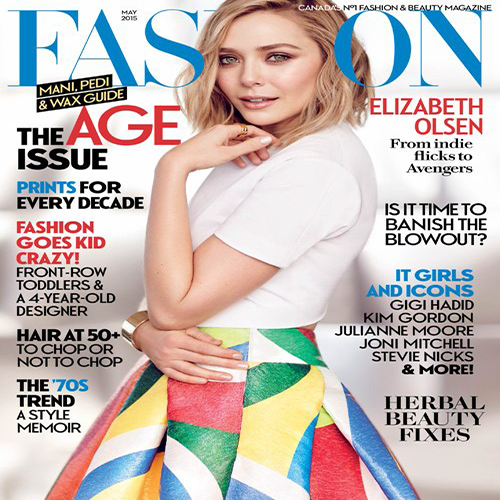 CANADA'S Nº1 FASHION & BEAUTY MAGAZINE
MAY
2015
FASHION
MANI, PEDI
& WAX GUIDE
THE AGE
ISSUE
PRINTS FOR
EVERY DECADE
FASHION
GOES KID
CRAZY!
FRONT-ROW
TODDLERS &
A 4-YEAR-OLD
DESIGNER
HAIR AT 50+
TO CHOP OR
NOT TO CHOP
THE '70S
TREND
A STYLE
MEMOIR
ELIZABETH
OLSEN
From indie
flicks to
Avengers
IS IT TIME TO
BANISH THE
BLOWOUT?
IT GIRLS
AND ICONS
GIGI HADID
KIM GORDON
JULIANNE MOORE
JONI MITCHELL
STEVIE NICKS
& MORE!
HERBAL
BEAUTY
FIXES